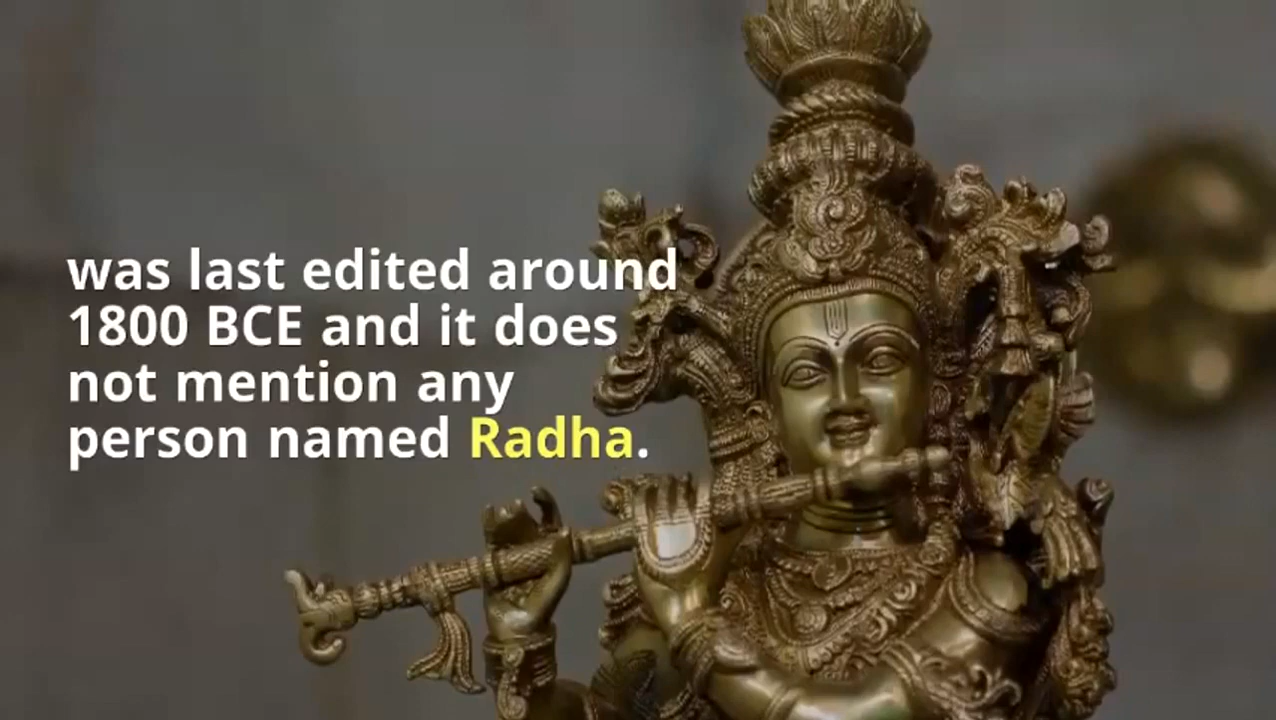 was last edited around
1800 BCE and it does
not mention any
person named Radha.